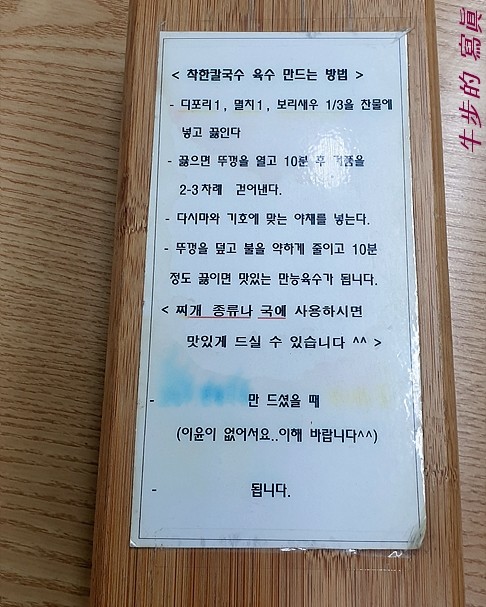 < 착한칼국수 육수 만드는 방법 >
- 디포리1, 멸치1, 보리새우 1/3을 찬물에
넣고 끓인다
- 끓으면 뚜껑을 열고 10분 후 거품을
2-3차례 걷어낸다.
- 다시마와 기호에 맞는 야채를 넣는다.
- 뚜껑을 덮고 불을 약하게 줄이고 10분
정도 끓이면 맛있는 만능육수가 됩니다.
< 찌개 종류나 국에 사용하시면
맛있게 드실 수 있습니다 ^^ >
- 만 드셨을 때
(이윤이 없어서요..이해 바랍니다^^)
- 됩니다.
牛步的 寫眞